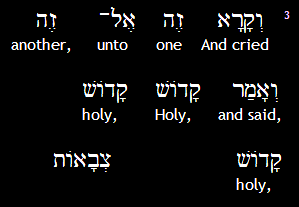 3 וְקָרָא זֶה אֶל־ זֶה
And cried one unto another,
וְאָמַר קָדוֹשׁ קָדוֹשׁ
and said, Holy, holy,
קָדוֹשׁ צְבָאוֹת
holy,